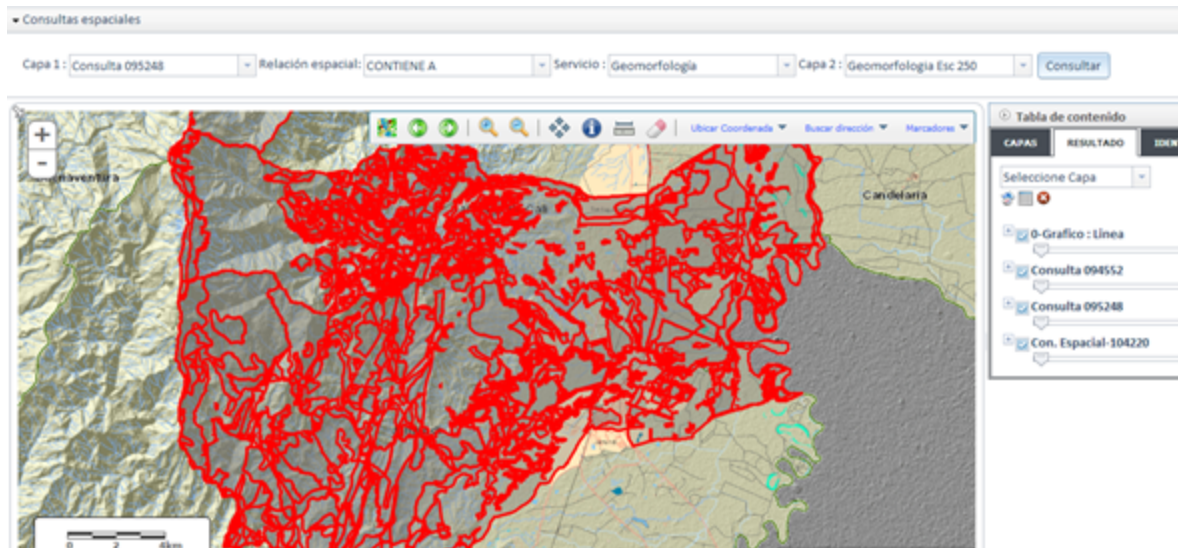 Consultas espaciales
Capa 1 : Consulta 095248 Relación espacial: CONTIENE A Servicio : Geomorfología Capa 2 : Geomorfologia Esc 250 Consultar
+
-
Ubicar Coordenada Buscar dirección Marcadores
Tabla de contenido
CAPAS RESULTADO IDEN
Seleccione Capa
0-Grafico : Linea
Consulta 094552
Consulta 095248
Con. Espacial-104220
Candelaria
Cali
0 2 4km